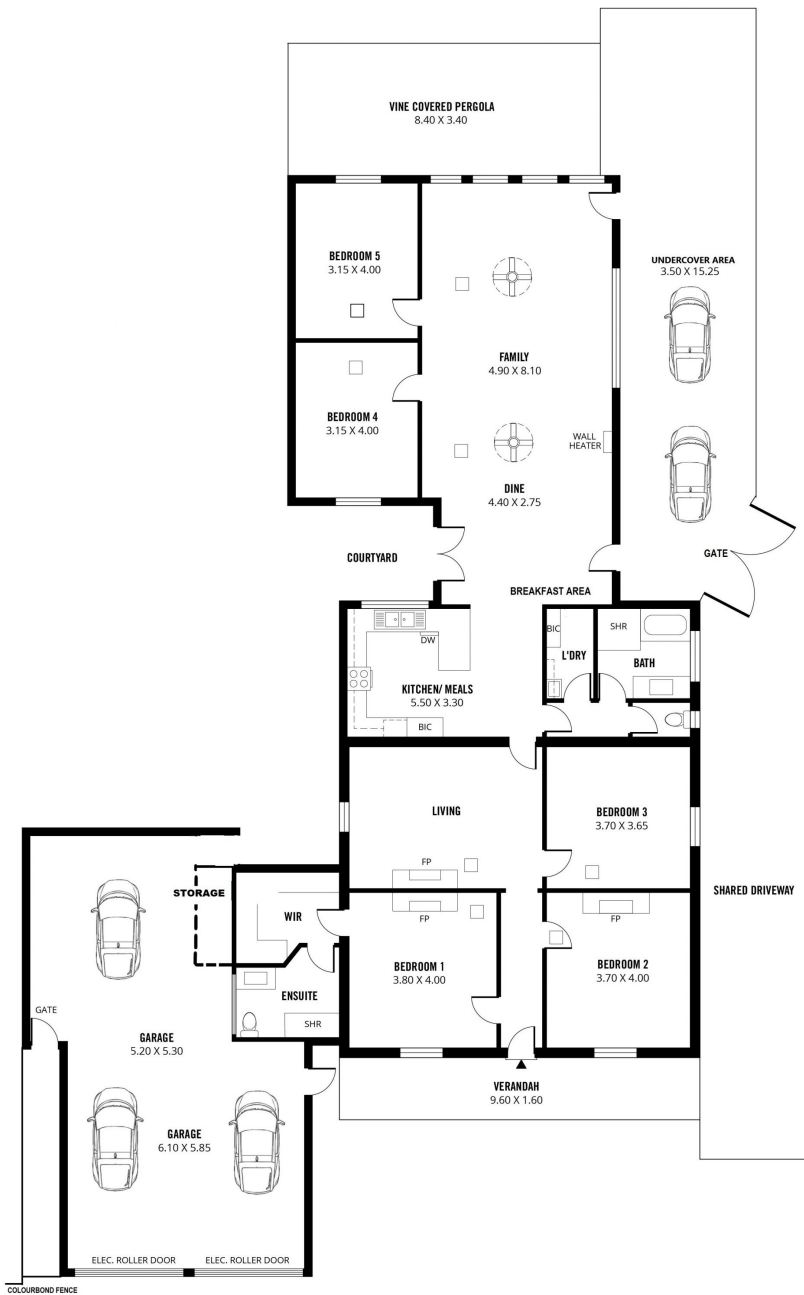 VINE COVERED PERGOLA
8.40 X 3.40
BEDROOM 5
3.15 X 4.00
UNDERCOVER AREA
3.50 X 15.25
FAMILY
4.90 X 8.10
BEDROOM 4
3.15 X 4.00
WALL
HEATER
DINE
4.40 X 2.75
COURTYARD
GATE
BREAKFAST AREA
DW
BIC
L'DRY
SHR
BATH
KITCHEN/ MEALS
5.50 X 3.30
BIC
LIVING
BEDROOM 3
3.70 X 3.65
FP
STORAGE
WIR
FP
FP
SHARED DRIVEWAY
BEDROOM 1
3.80 X 4.00
BEDROOM 2
3.70 X 4.00
ENSUITE
SHR
GATE
GARAGE
5.20 X 5.30
VERANDAH
9.60 X 1.60
GARAGE
6.10 X 5.85
ELEC. ROLLER DOOR
ELEC. ROLLER DOOR
COLOURBOND FENCE